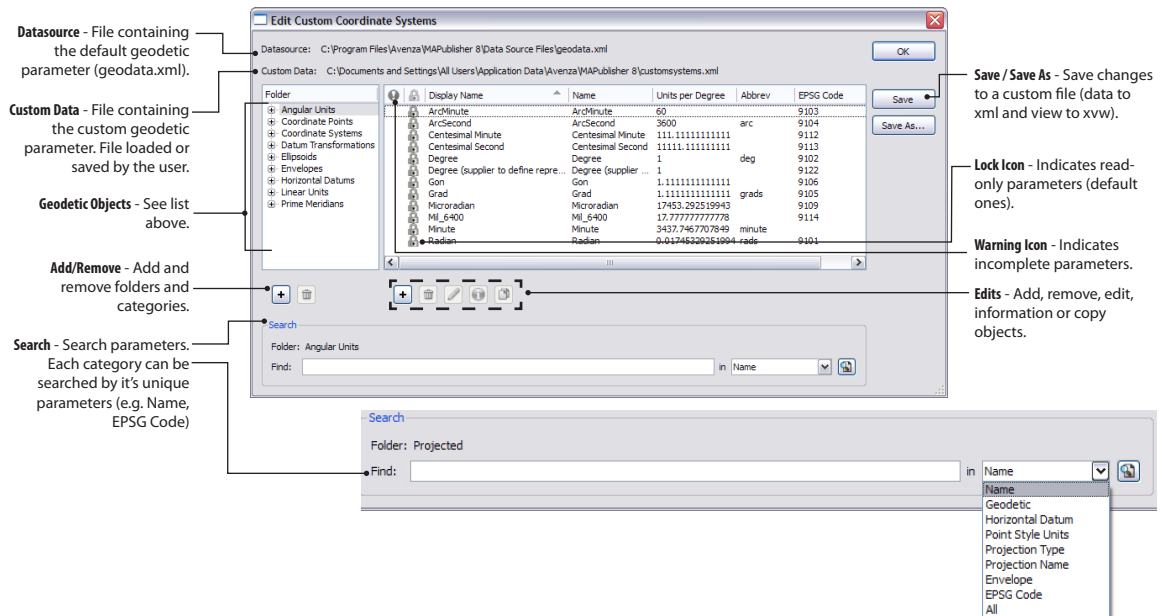 Edit Custom Coordinate Systems
Datasource: C:\Program Files\Avenza\MAPublisher 8\Data Source Files\geodata.xml
OK
Custom Data: C:\Documents and Settings\All Users\Application Data\Avenza\MAPublisher 8\customsystems.xml
Save
Save As...
Folder
Angular Units
Coordinate Points
Coordinate Systems
Datum Transformations
Ellipsoids
Envelopes
Horizontal Datums
Linear Units
Prime Meridians
Display Name Name Units per Degree Abbrev EPSG Code
ArcMinute ArcMinute 60 9103
ArcSecond ArcSecond 3600 arc 9104
Centesimal Minute Centesimal Minute 111.11111111111 9112
Centesimal Second Centesimal Second 11111.111111111 9113
Degree Degree 1 deg 9102
Degree (supplier to define repre... Degree (supplier ... 1 9122
Gon Gon 1.1111111111111 9106
Grad Grad 1.1111111111111 grads 9105
Microradian Microradian 17453.292519943 9109
Mil_6400 Mil_6400 17.777777777778 9114
Minute Minute 3437.7467707849 minute
Radian Radian 0.01745329251994 rads 9101
Search
Folder: Angular Units
Find: in Name
Datasource - File containing
the default geodetic
parameter (geodata.xml).
Custom Data - File containing
the custom geodetic
parameter. File loaded or
saved by the user.
Geodetic Objects - See list
above.
Add/Remove - Add and
remove folders and
categories.
Search - Search parameters.
Each category can be
searched by it's unique
parameters (e.g. Name,
EPSG Code)
Save / Save As - Save changes
to a custom file (data to
xml and view to xvw).
Lock Icon - Indicates read-
only parameters (default
ones).
Warning Icon - Indicates
incomplete parameters.
Edits - Add, remove, edit,
information or copy
objects.
Search
Folder: Projected
Find: in Name
Name
Geodetic
Horizontal Datum
Point Style Units
Projection Type
Projection Name
Envelope
EPSG Code
All